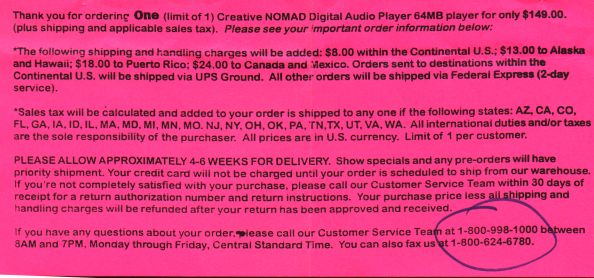 Thank you for ordering One (limit of 1) Creative NOMAD Digital Audio Player 64MB player for only $149.00.
(plus shipping and applicable sales tax). Please see your important order information below:
*The following shipping and handling charges will be added: $8.00 within the Continental U.S.; $13.00 to Alaska
and Hawaii; $18.00 to Puerto Rico; $24.00 to Canada and Mexico. Orders sent to destinations within the
Continental U.S. will be shipped via UPS Ground. All other orders will be shipped via Federal Express (2-day
service).
*Sales tax will be calculated and added to your order is shipped to any one if the following states: AZ, CA, CO,
FL, GA, IA, ID, IL, MA, MD, MI, MN, MO. NJ, NY, OH, OK, PA, TN,TX, UT, VA, WA. All international duties and/or taxes
are the sole responsibility of the purchaser. All prices are in U.S. currency. Limit of 1 per customer.
PLEASE ALLOW APPROXIMATELY 4-6 WEEKS FOR DELIVERY. Show specials and any pre-orders will have
priority shipment. Your credit card will not be charged until your order is scheduled to ship from our warehouse.
If you're not completely satisfied with your purchase, please call our Customer Service Team within 30 days of
receipt for a return authorization number and return instructions. Your purchase price less all shipping and
handling charges will be refunded after your return has been approved and received.
If you have any questions about your order, please call our Customer Service Team at 1-800-998-1000 between
8AM and 7PM, Monday through Friday, Central Standard Time. You can also fax us at 1-800-624-6780.